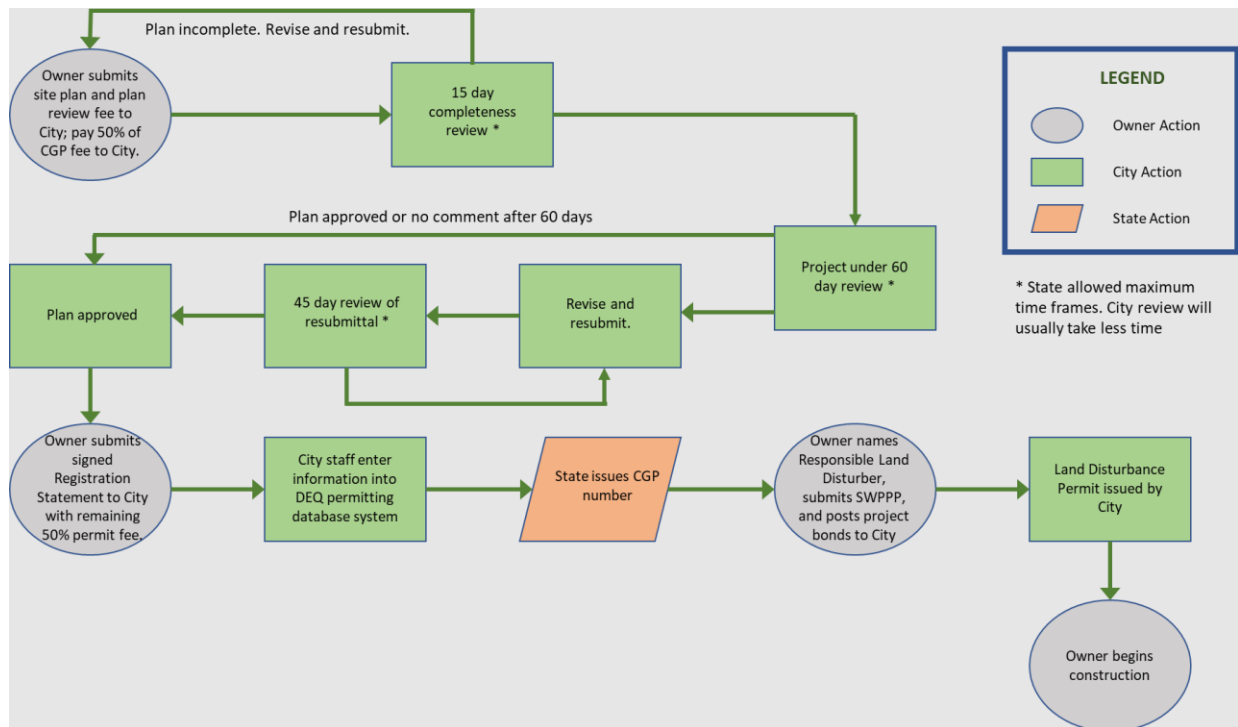 Plan incomplete. Revise and resubmit.
Owner submits
site plan and plan
review fee to
City; pay 50% of
CGP fee to City.
15 day
completeness
review *
LEGEND
Owner Action
City Action
State Action
* State allowed maximum
time frames. City review will
usually take less time
Plan approved or no comment after 60 days
Plan approved
45 day review of
resubmittal *
Revise and
resubmit.
Project under 60
day review *
Owner submits
signed
Registration
Statement to City
with remaining
50% permit fee.
City staff enter
information into
DEQ permitting
database system
State issues CGP
number
Owner names
Responsible Land
Disturber,
submits SWPPP,
and posts project
bonds to City
Land Disturbance
Permit issued by
City
Owner begins
construction